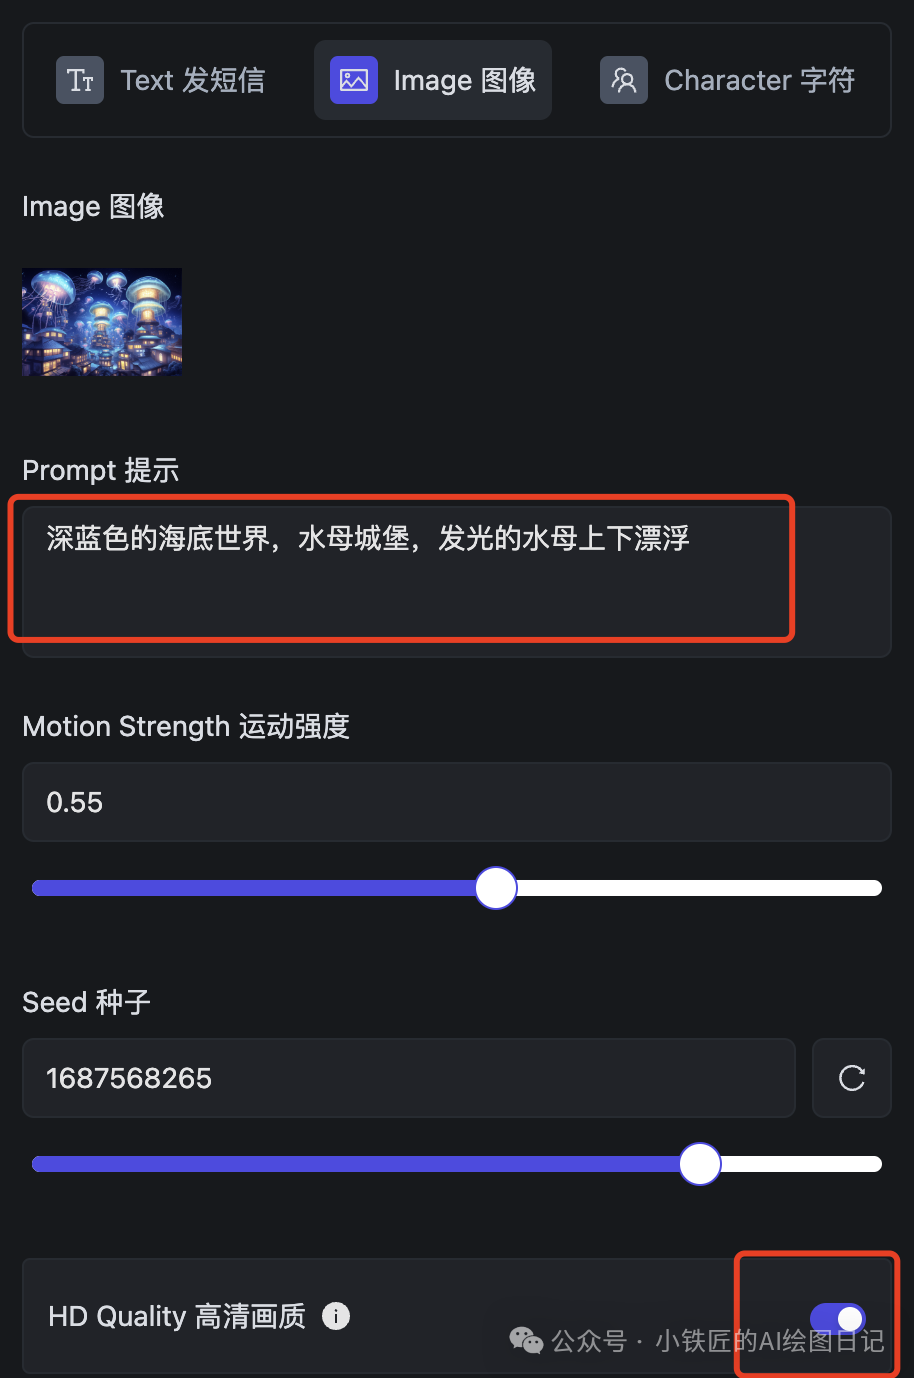 Text 发短信
Image 图像
Character 字符
Image 图像
Prompt 提示
深蓝色的海底世界，水母城堡，发光的水母上下漂浮
Motion Strength 运动强度
0.55
Seed 种子
1687568265
HD Quality 高清画质
公众号 · 小铁匠的AI绘图日记